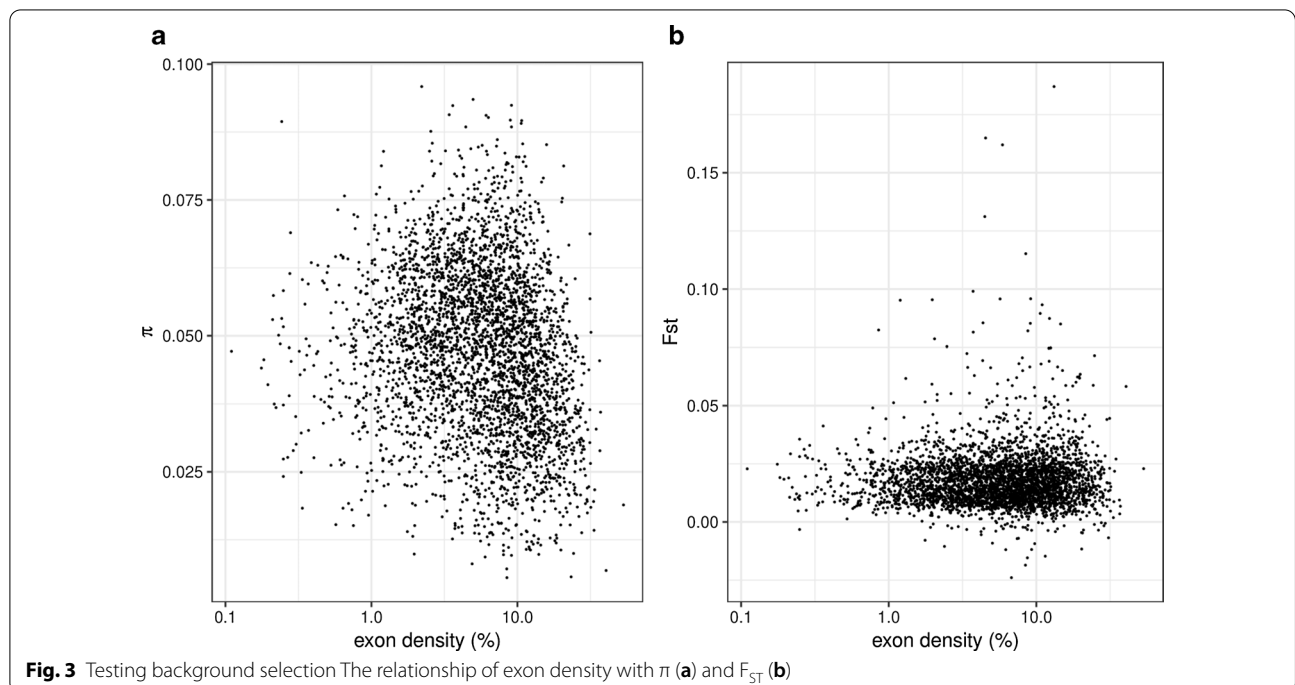 a
b
0.100
0.075
0.050
0.025
π
0.1
1.0
10.0
exon density (%)
0.15
0.10
0.05
0.00
Fst
0.1
1.0
10.0
exon density (%)
Fig. 3 Testing background selection The relationship of exon density with π (a) and FST (b)